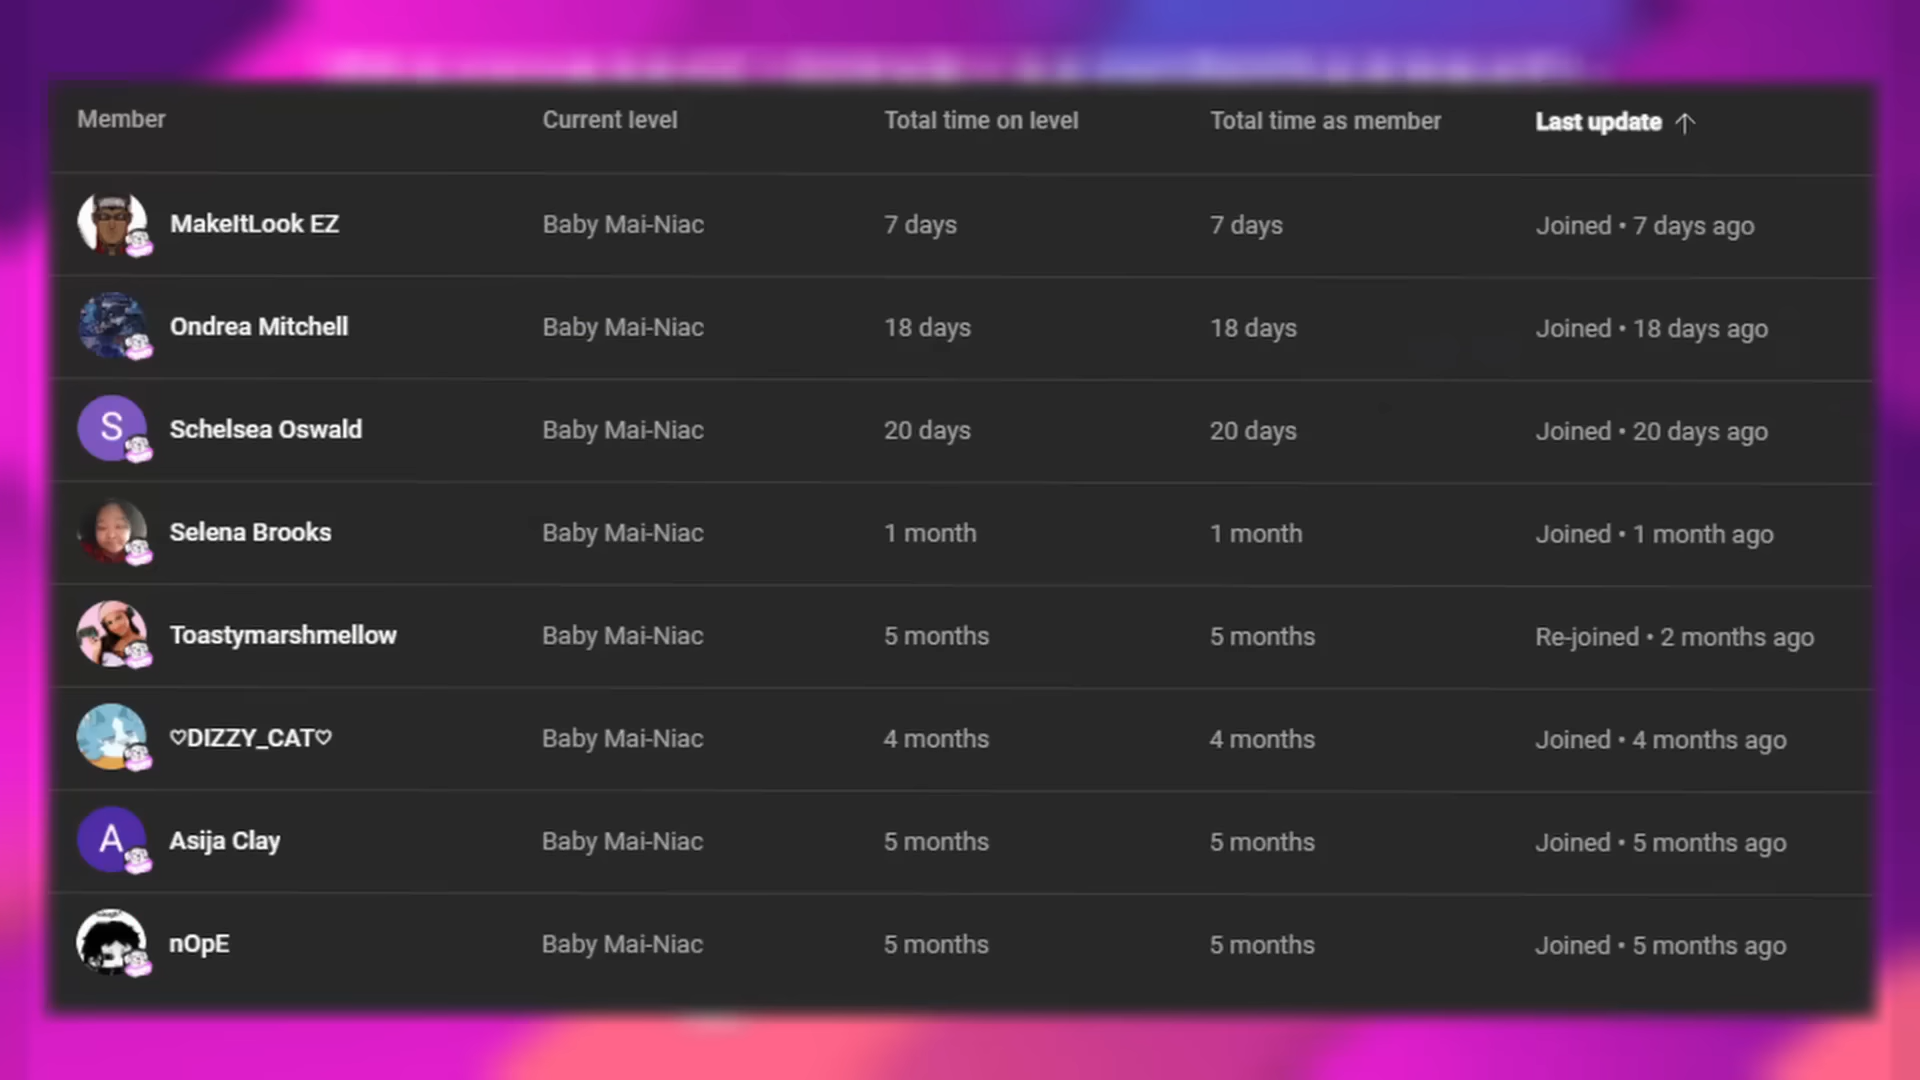 Member Current level Total time on level Total time as member Last update ↑
MakeItLook EZ Baby Mai-Niac 7 days 7 days Joined • 7 days ago
Ondrea Mitchell Baby Mai-Niac 18 days 18 days Joined • 18 days ago
S Schelsea Oswald Baby Mai-Niac 20 days 20 days Joined • 20 days ago
Selena Brooks Baby Mai-Niac 1 month 1 month Joined • 1 month ago
Toastymarshmellow Baby Mai-Niac 5 months 5 months Re-joined • 2 months ago
♡DIZZY_CAT♡ Baby Mai-Niac 4 months 4 months Joined • 4 months ago
A Asija Clay Baby Mai-Niac 5 months 5 months Joined • 5 months ago
nOpE Baby Mai-Niac 5 months 5 months Joined • 5 months ago